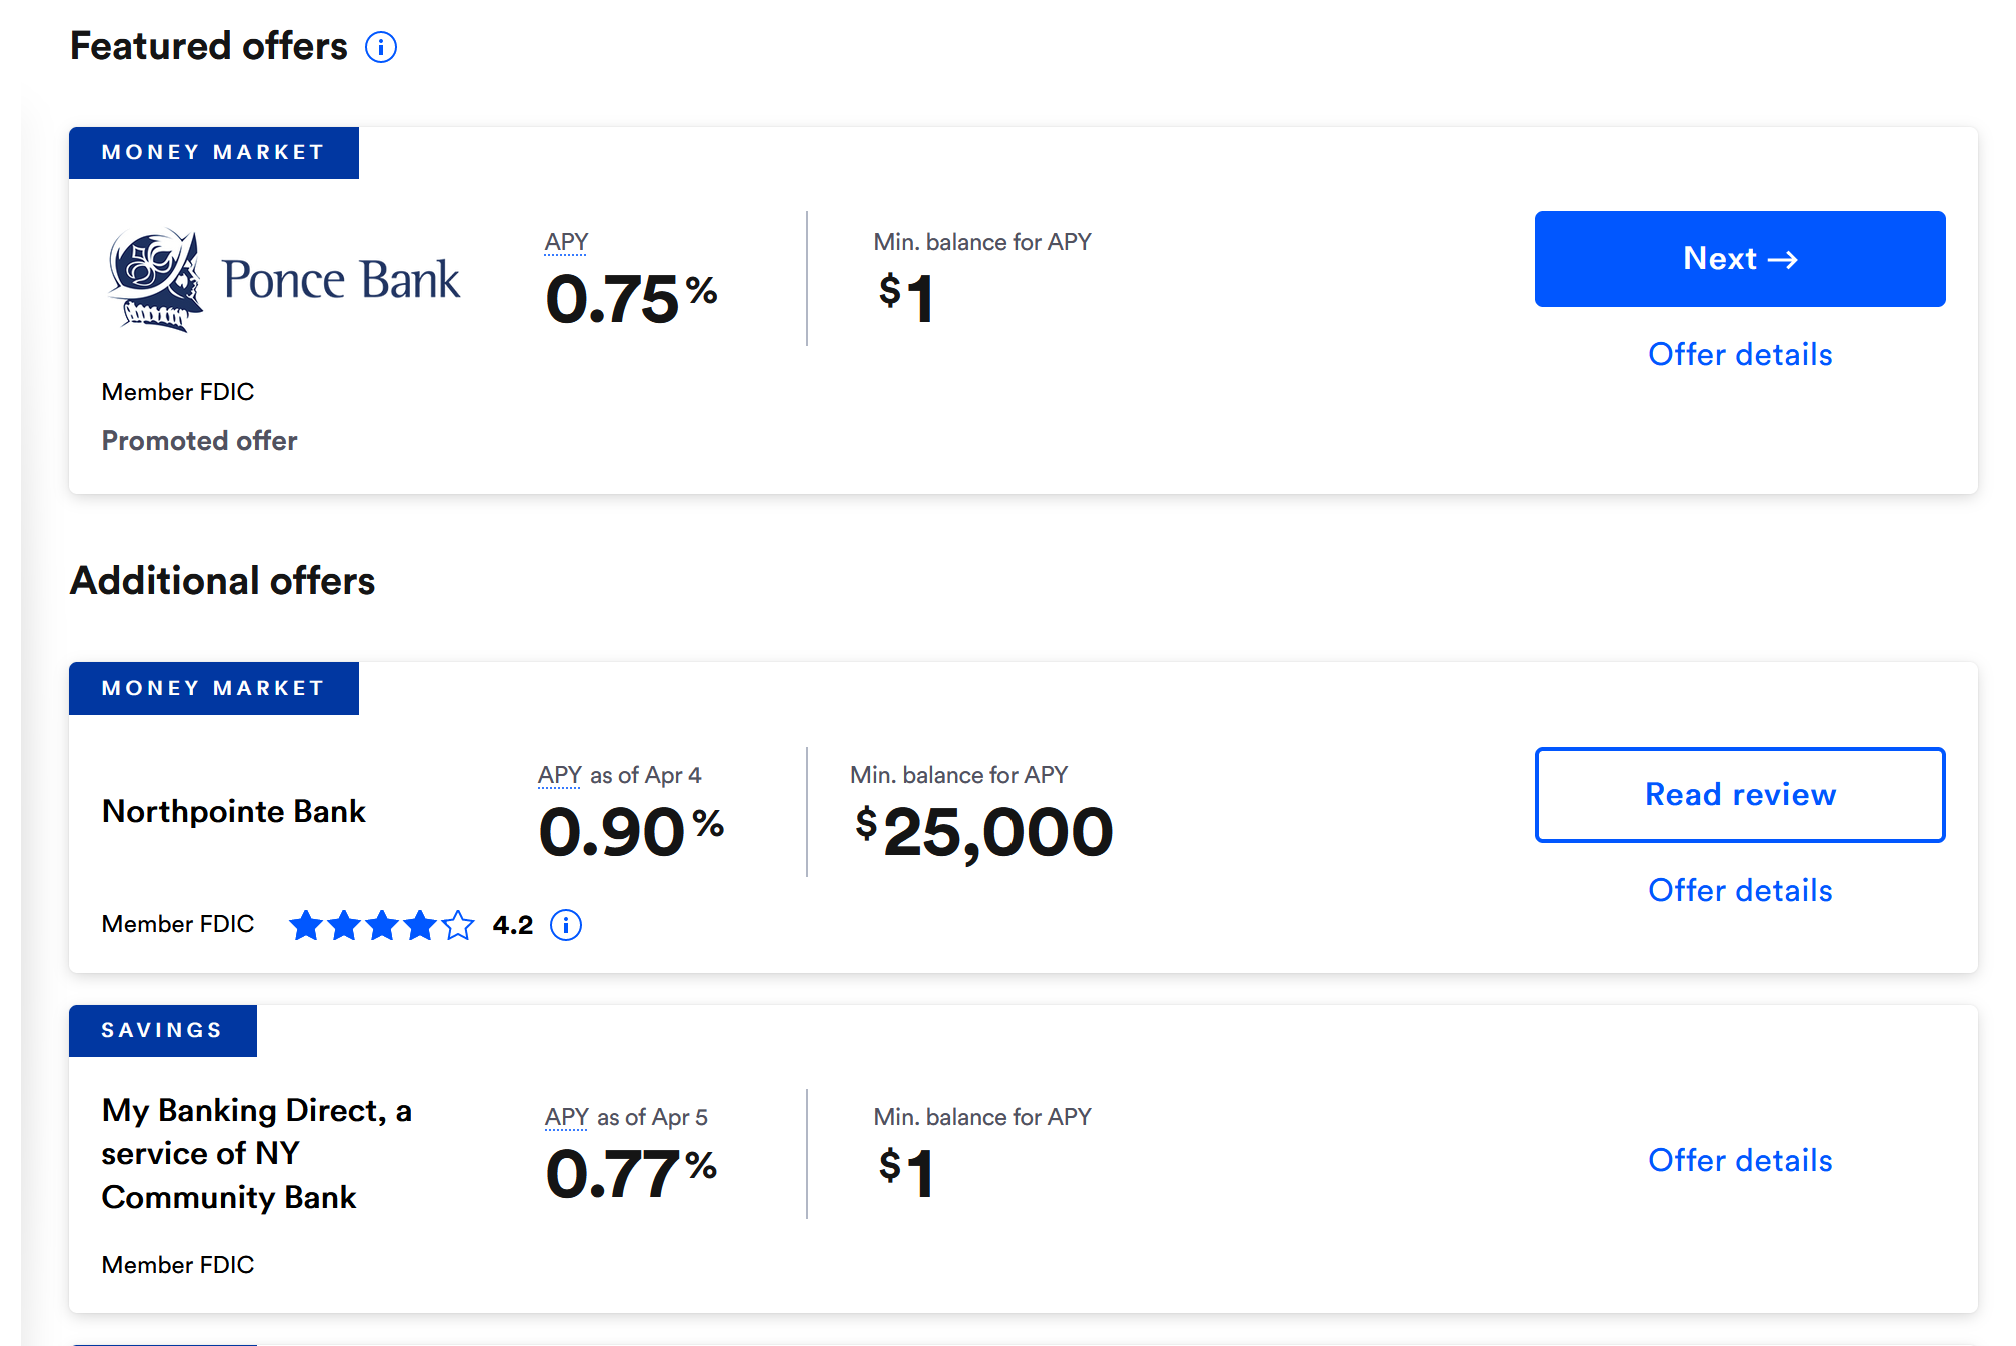 Featured offers
MONEY MARKET
Ponce Bank
APY
0.75%
Min. balance for APY
$1
Next →
Offer details
Member FDIC
Promoted offer
Additional offers
MONEY MARKET
Northpointe Bank
APY as of Apr 4
0.90%
Min. balance for APY
$25,000
Read review
Offer details
Member FDIC
4.2
SAVINGS
My Banking Direct, a
service of NY
Community Bank
APY as of Apr 5
0.77%
Min. balance for APY
$1
Offer details
Member FDIC